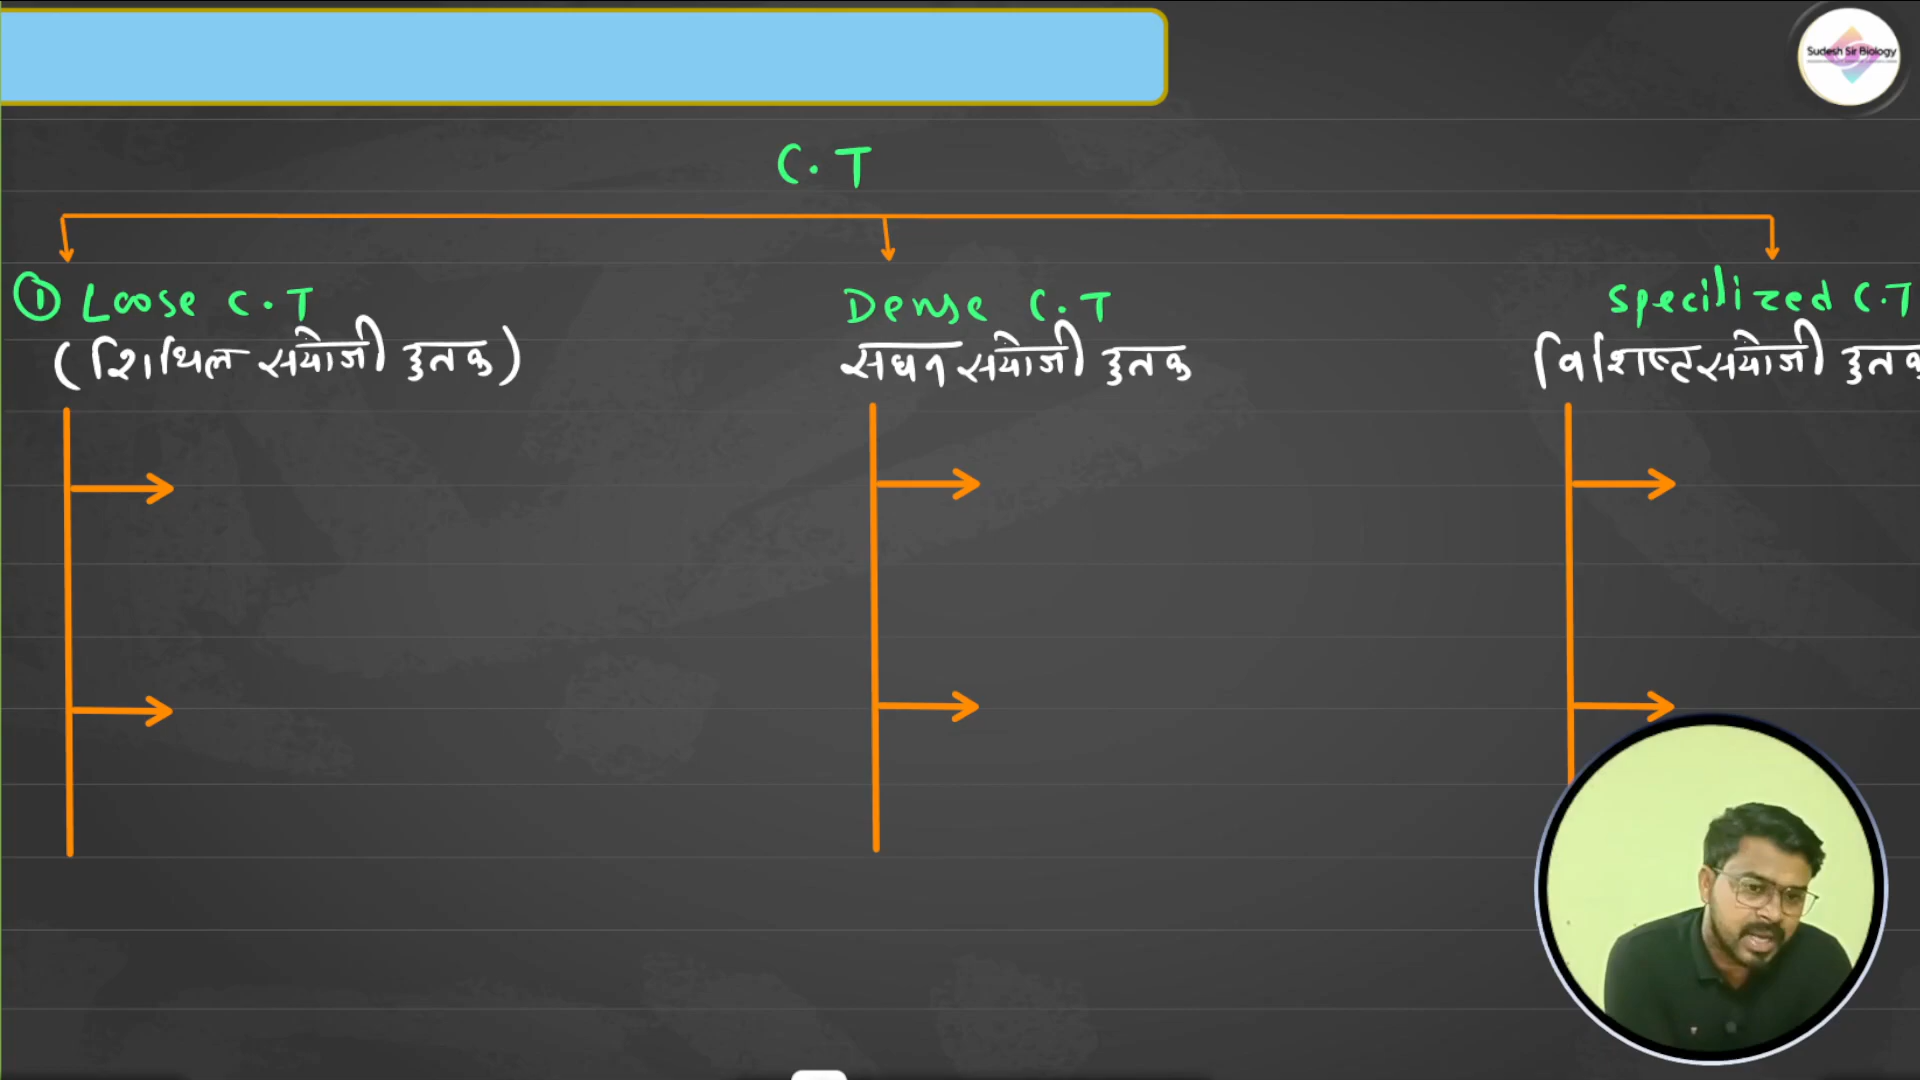 Sudesh Sir Biology
C.T
① Loose C.T
Dense C.T
specilized C.T
(शिथिल संयोजी ऊतक)
सघन संयोजी ऊतक
(विशिष्ट संयोजी ऊतक